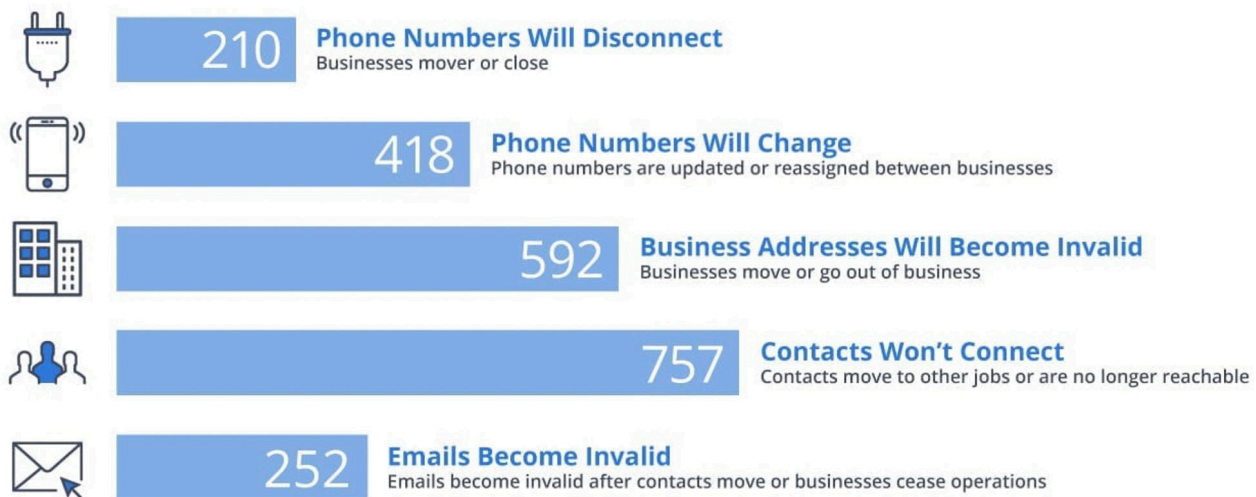 210
Phone Numbers Will Disconnect
Businesses mover or close
418
Phone Numbers Will Change
Phone numbers are updated or reassigned between businesses
592
Business Addresses Will Become Invalid
Businesses move or go out of business
757
Contacts Won’t Connect
Contacts move to other jobs or are no longer reachable
252
Emails Become Invalid
Emails become invalid after contacts move or businesses cease operations